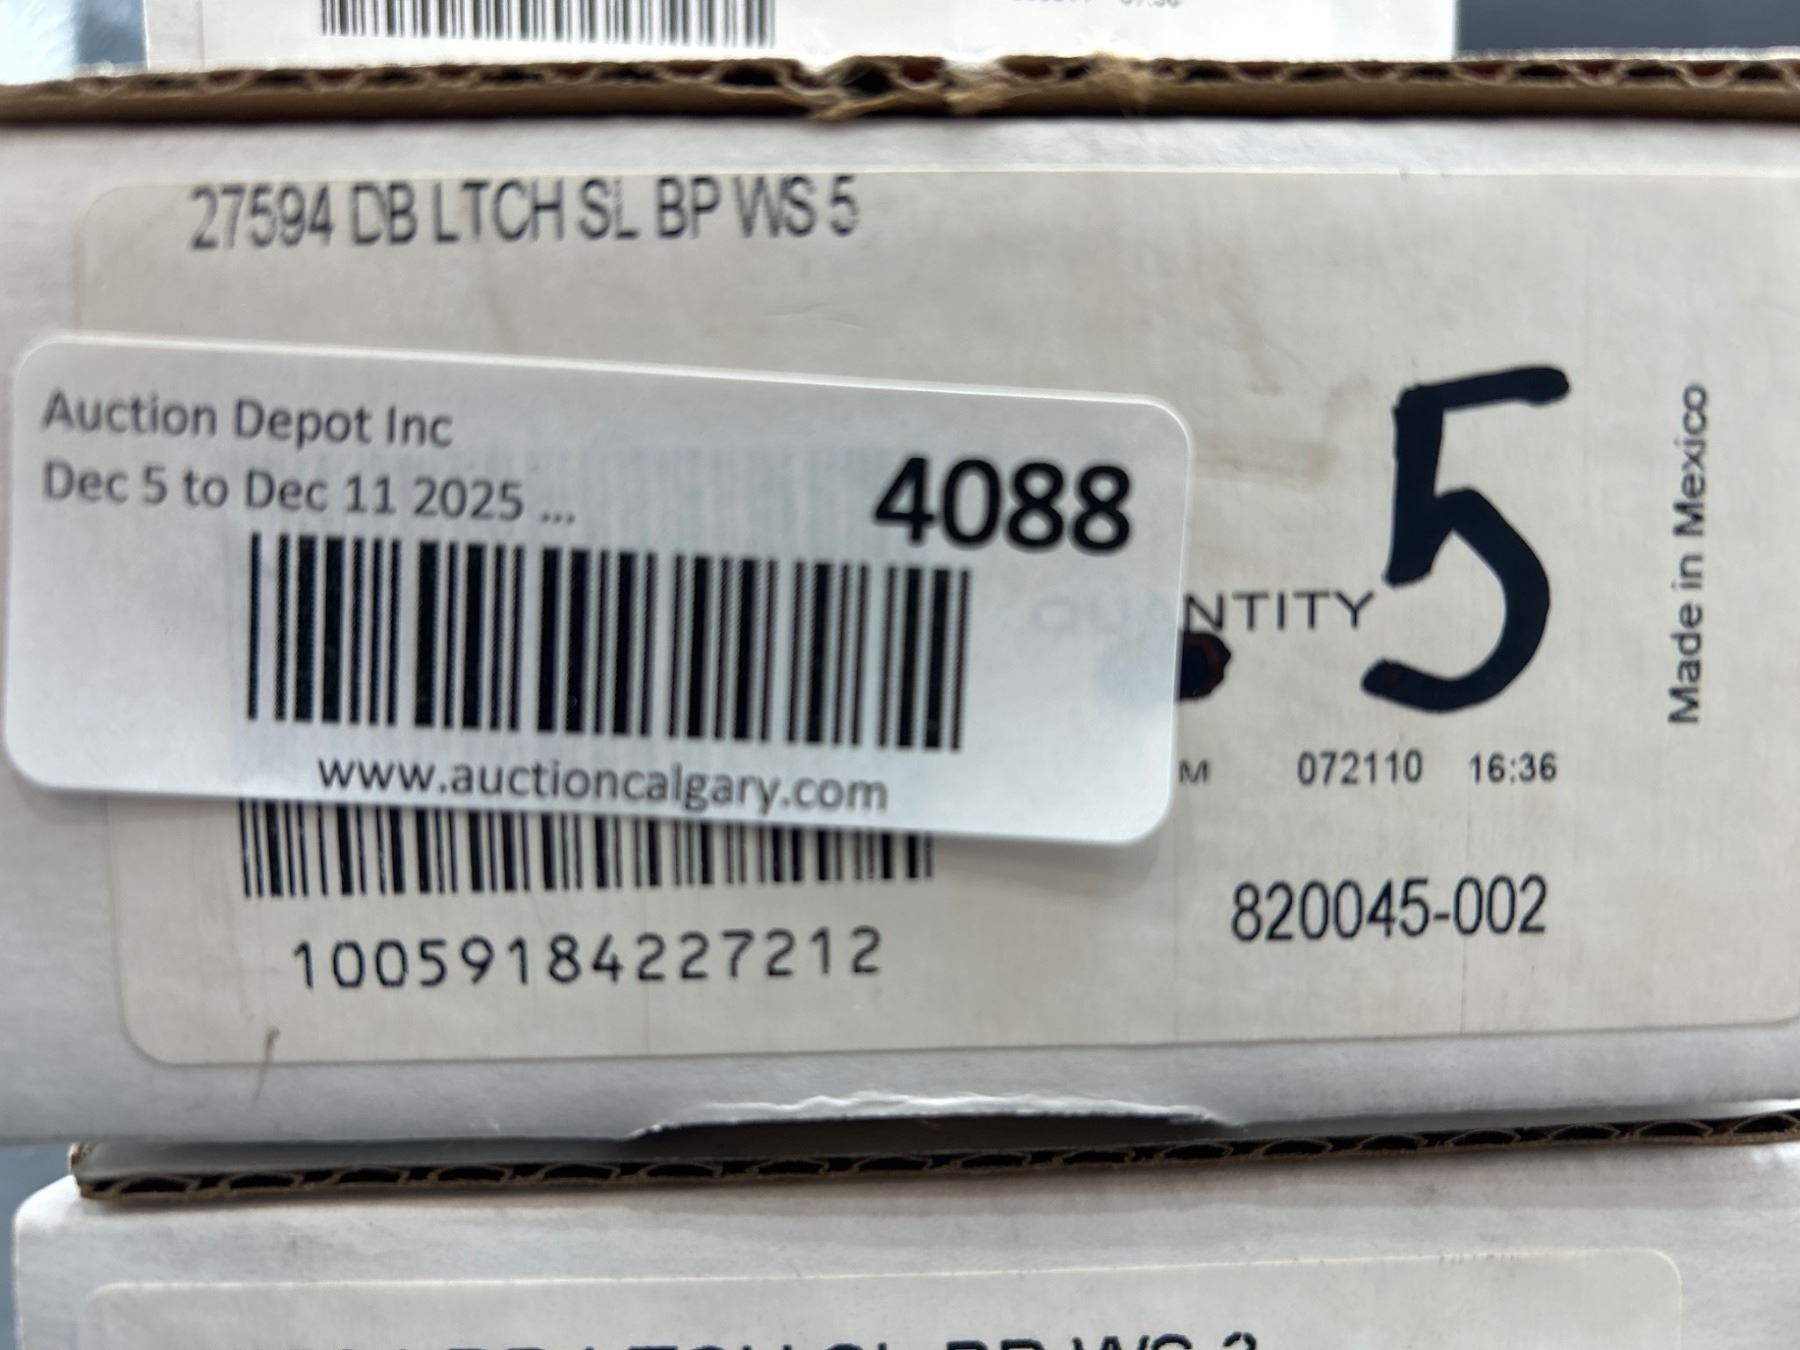 27594 DB LTCH SL BP WS 5
Auction Depot Inc
Dec 5 to Dec 11 2025 ...
4088
www.auctioncalgary.com
QUANTITY
5
M 072110 16:36
820045-002
10059184227212
Made in Mexico